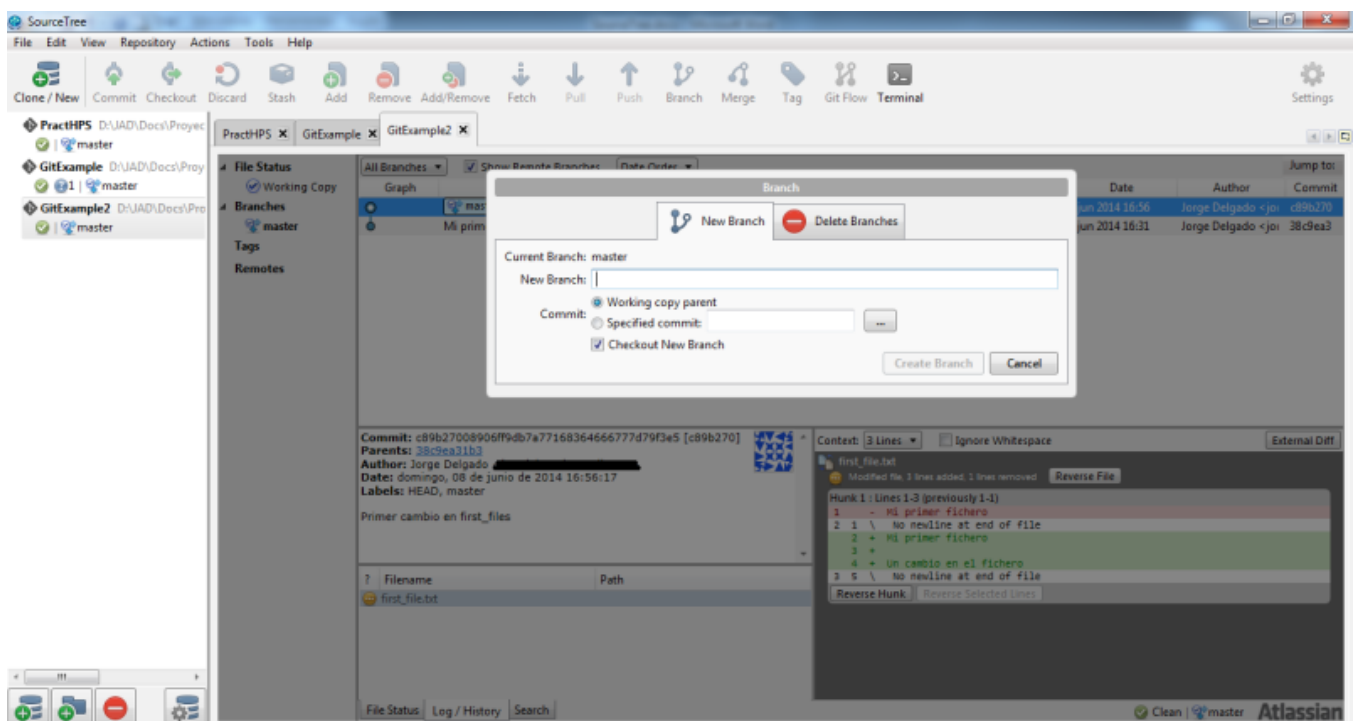 SourceTree
File Edit View Repository Actions Tools Help
Clone / New Commit Checkout Discard Stash Add Remove Add/Remove Fetch Pull Push Branch Merge Tag Git Flow Terminal Settings
PractHPS D:\JAD\Docs\Proyec
master
GitExample D:\JAD\Docs\Proy
1 | master
GitExample2 D:\JAD\Docs\Pro
master
PractHPS GitExample GitExample2
File Status
Working Copy
Branches
master
Tags
Remotes
All Branches Show Remote Branches Date Order Jump to:
Graph Date Author Commit
mas jun 2014 16:56 Jorge Delgado <jor c89b270
Mi prim jun 2014 16:31 Jorge Delgado <jor 38c9ea3
Branch
New Branch Delete Branches
Current Branch: master
New Branch:
Commit: Working copy parent
Specified commit: ...
Checkout New Branch
Create Branch Cancel
Commit: c89b27008906ff9db7a77168364666777d79f3e5 [c89b270]
Parents: 38c9ea31b3
Author: Jorge Delgado
Date: domingo, 08 de junio de 2014 16:56:17
Labels: HEAD, master
Primer cambio en first_files
? Filename Path
first_file.txt
Context: 3 Lines Ignore Whitespace External Diff
first_file.txt
Modified file, 3 lines added, 1 lines removed Reverse File
Hunk 1 : Lines 1-3 (previously 1-1)
1 - Mi primer fichero
2 1 \ No newline at end of file
2 + Mi primer fichero
3 +
4 + Un cambio en el fichero
3 5 \ No newline at end of file
Reverse Hunk Reverse Selected Lines
File Status Log / History Search
Clean | master Atlassian